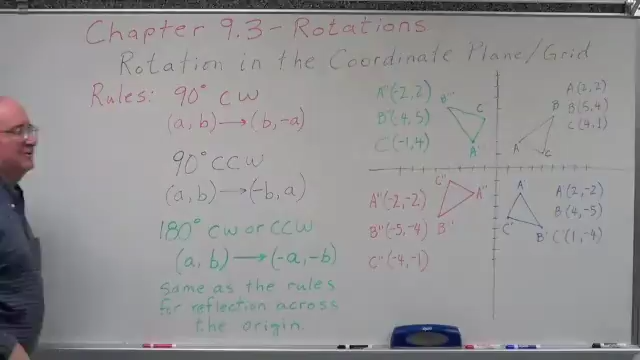 Chapter 9.3 - Rotations
Rotation in the Coordinate Plane/Grid
Rules: 90° CW
(a, b) → (b, -a)
90° CCW
(a, b) → (-b, a)
180° CW or CCW
(a, b) → (-a, -b)
same as the rules
for reflection across
the origin.
A"(-2, 2)
B"(-4, 5)
C(-1, 4)
B"
C
A"
A(2, 2)
B(5, 4)
C(4, 1)
B
A
C
A"(-2, -2)
B"(-5, -4)
C"(-4, -1)
C"
A"
B"
A'
C'
B'
A(2, -2)
B(4, -5)
C'(1, -4)